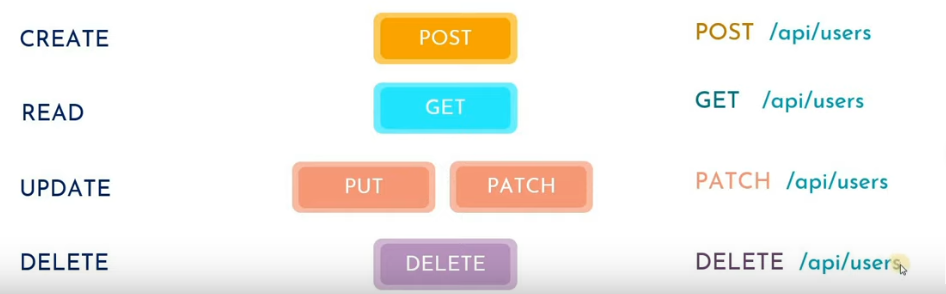 CREATE POST POST /api/users
READ GET GET /api/users
UPDATE PUT PATCH PATCH /api/users
DELETE DELETE DELETE /api/users